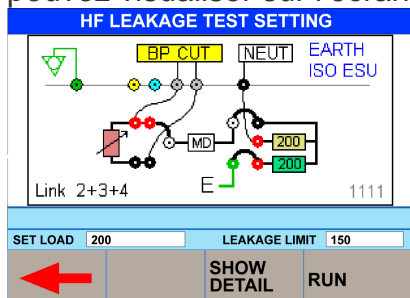 HF LEAKAGE TEST SETTING
BP CUT
NEUT
EARTH
ISO ESU
MD
200
200
E
Link 2+3+4
1111
SET LOAD 200
LEAKAGE LIMIT 150
SHOW
DETAIL
RUN